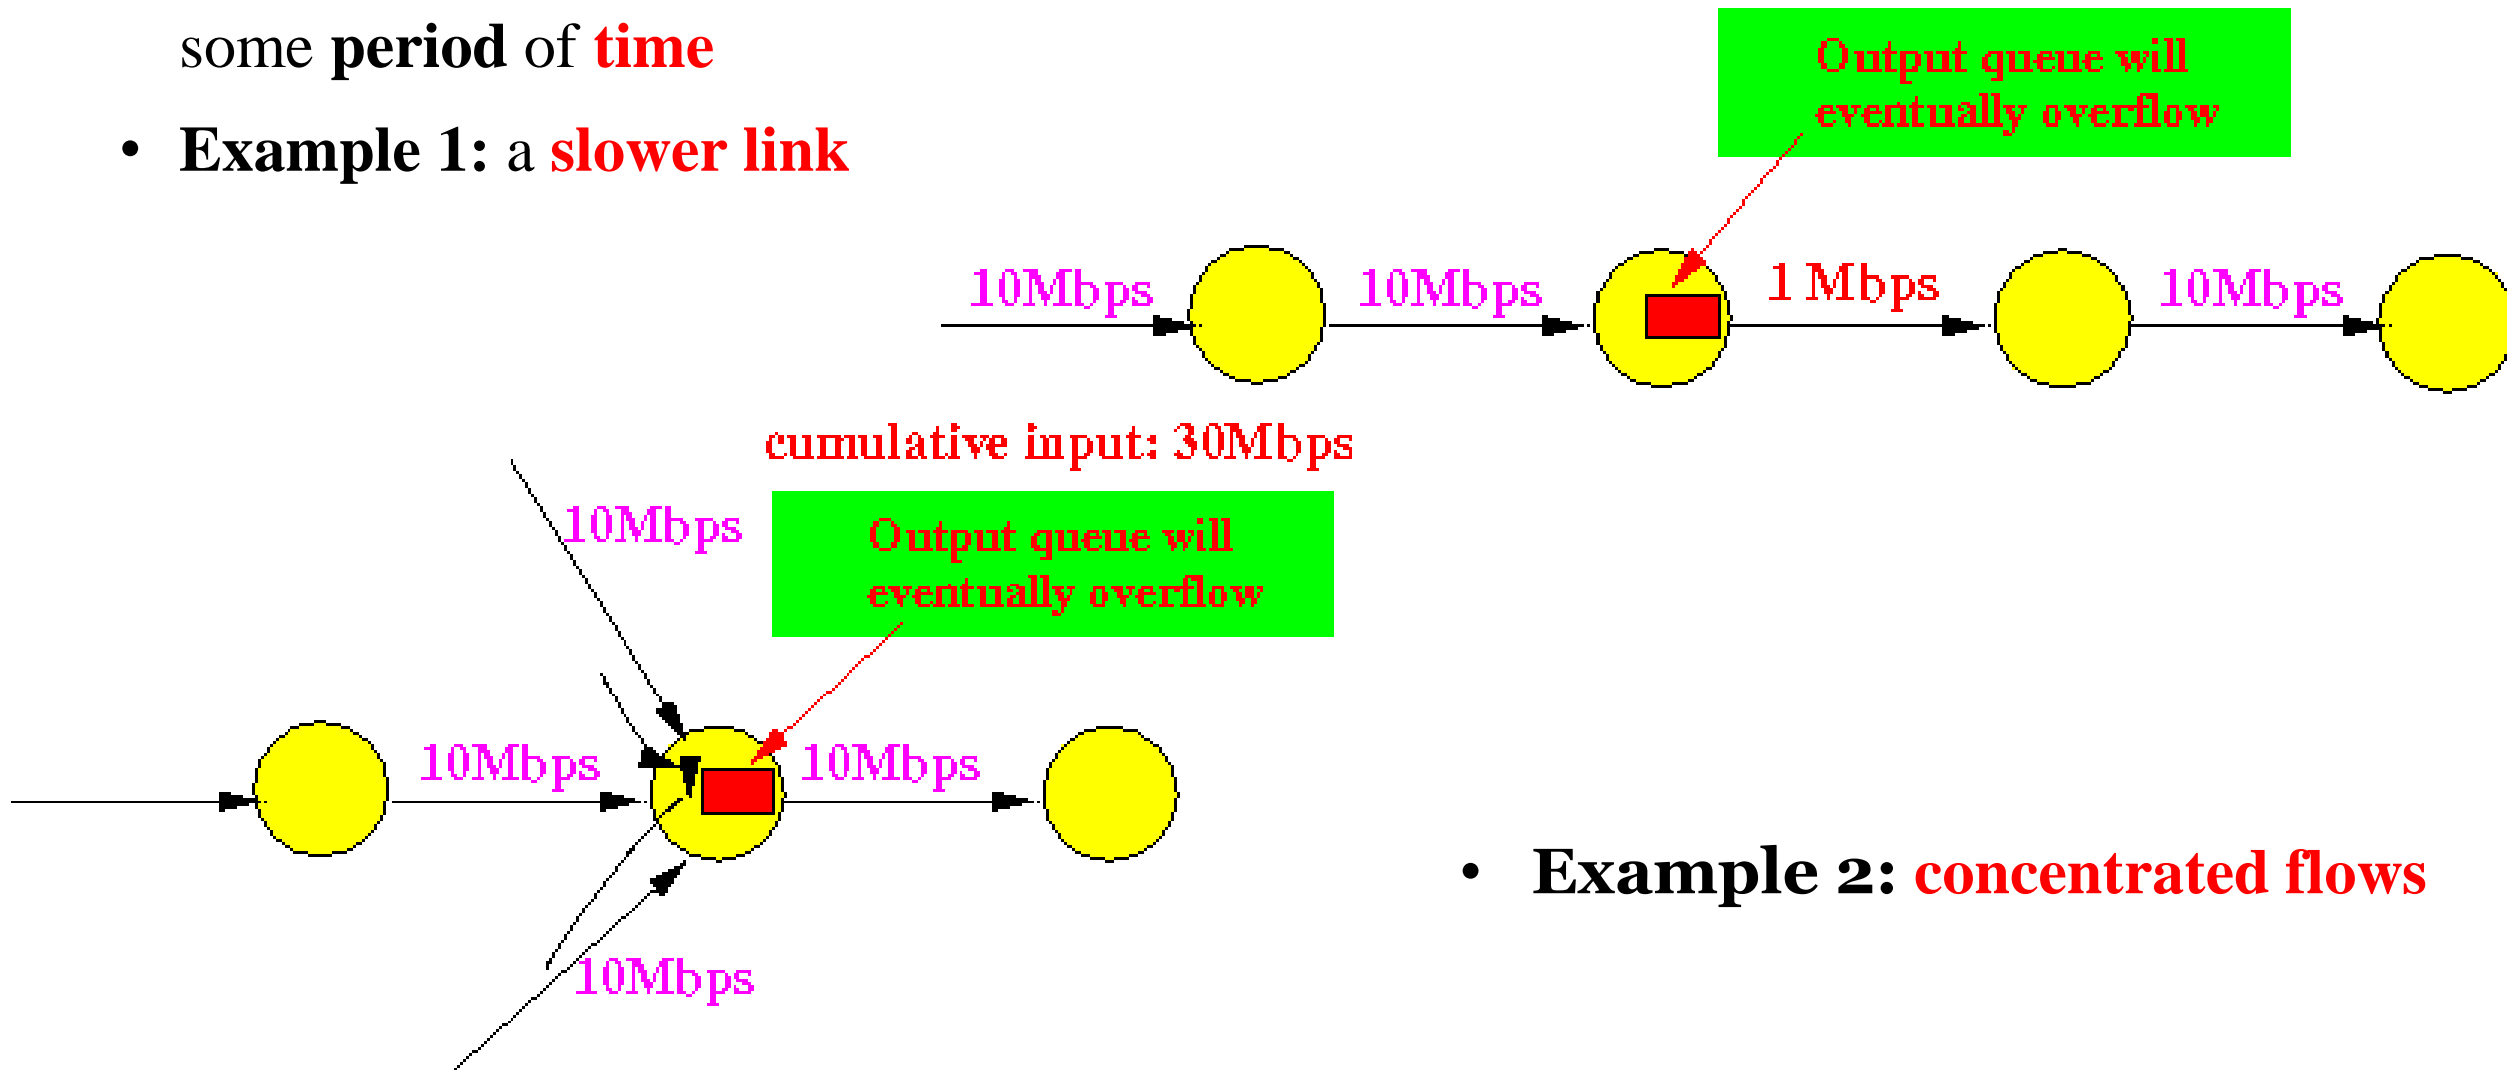 some period of time
• Example 1: a slower link
Output queue will
eventually overflow
10Mbps
10Mbps
1 Mbps
10Mbps
cumulative input: 30Mbps
10Mbps
Output queue will
eventually overflow
10Mbps
10Mbps
• Example 2: concentrated flows
10Mbps